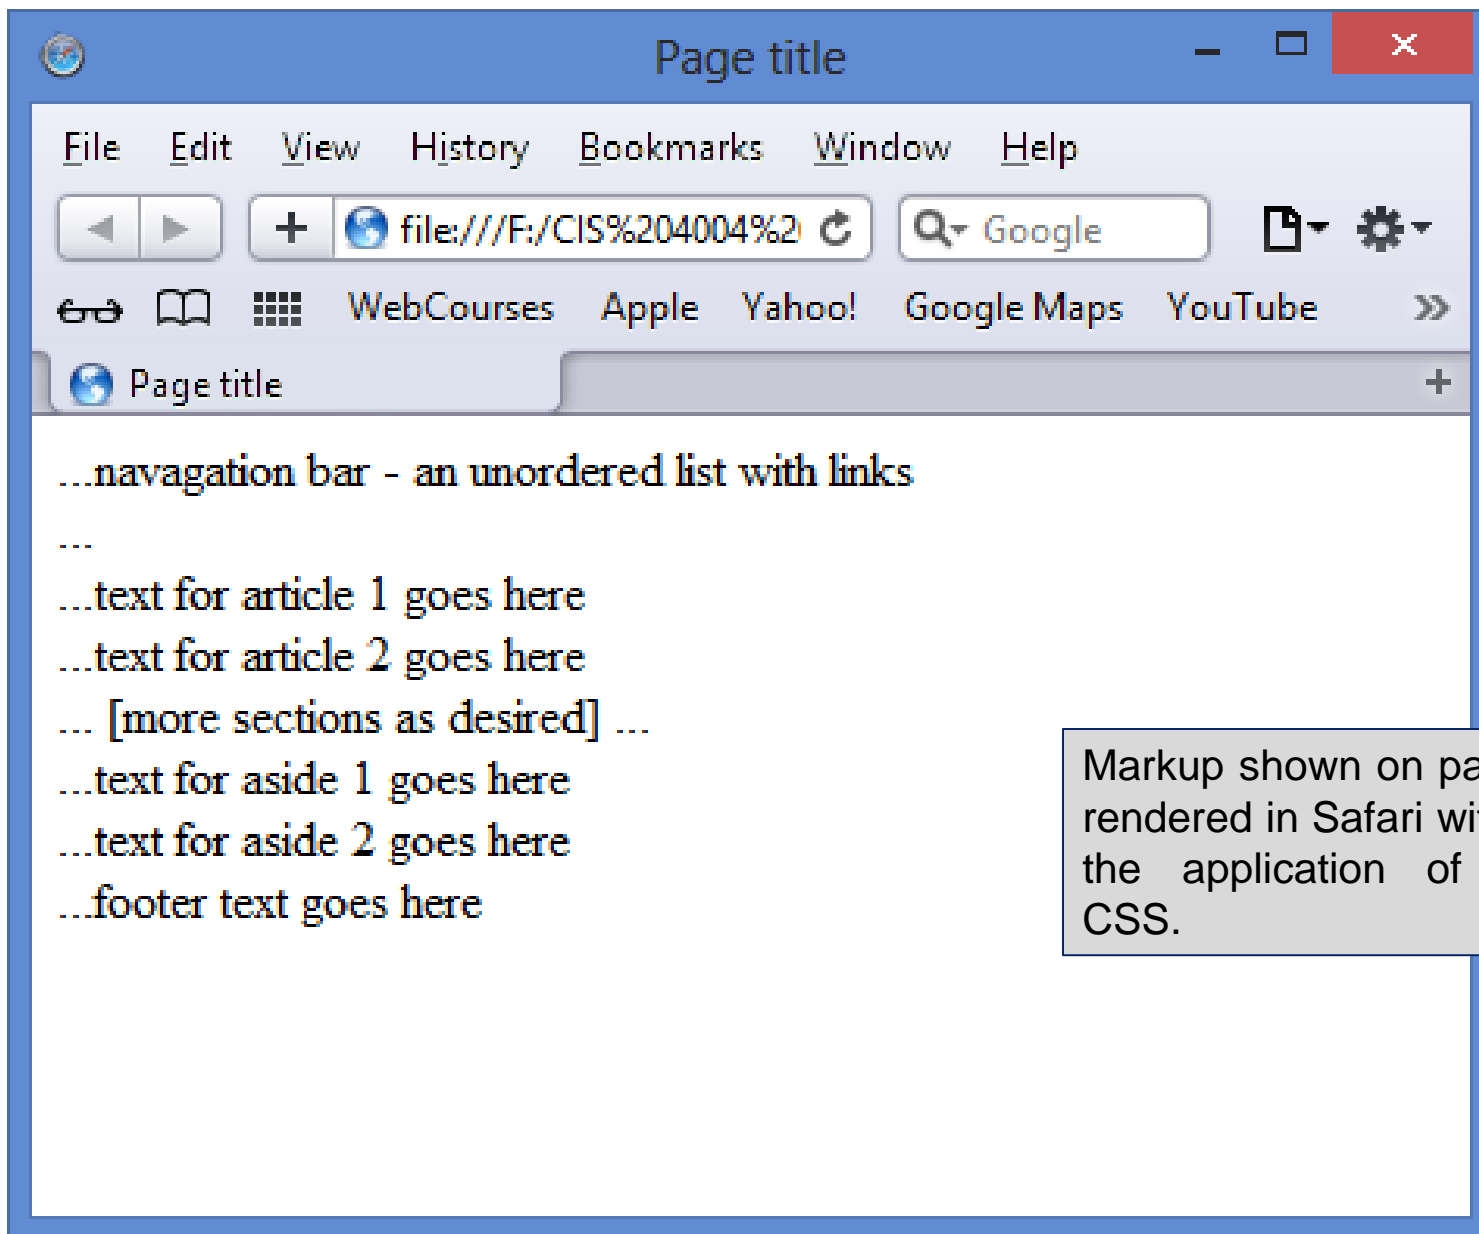 Page title
File Edit View History Bookmarks Window Help
file:///F:/CIS%204004%2 Google
WebCourses Apple Yahoo! Google Maps YouTube
Page title
...navagation bar - an unordered list with links
...
...text for article 1 goes here
...text for article 2 goes here
... [more sections as desired] ...
...text for aside 1 goes here
...text for aside 2 goes here
...footer text goes here
Markup shown on
rendered in Safari
the application of
CSS.